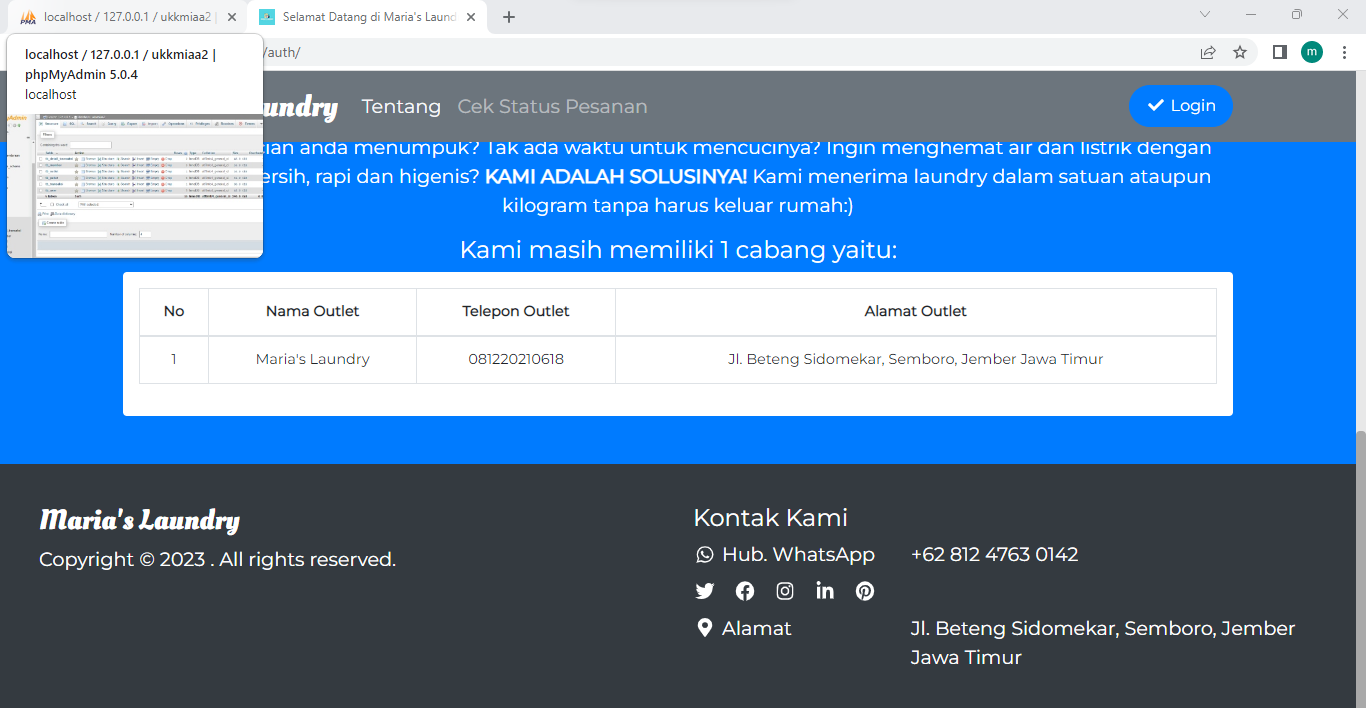 localhost / 127.0.0.1 / ukkmiaa2 |
Selamat Datang di Maria's Laund
/auth/
m
localhost / 127.0.0.1 / ukkmiaa2 |
phpMyAdmin 5.0.4
localhost
Laundry Tentang Cek Status Pesanan Login
cian anda menumpuk? Tak ada waktu untuk mencucinya? Ingin menghemat air dan listrik dengan
ersih, rapi dan higenis? KAMI ADALAH SOLUSINYA! Kami menerima laundry dalam satuan ataupun
kilogram tanpa harus keluar rumah:)
Kami masih memiliki 1 cabang yaitu:
No Nama Outlet Telepon Outlet Alamat Outlet
1 Maria's Laundry 081220210618 Jl. Beteng Sidomekar, Semboro, Jember Jawa Timur
Maria's Laundry
Copyright © 2023 . All rights reserved.
Kontak Kami
Hub. WhatsApp +62 812 4763 0142
Alamat Jl. Beteng Sidomekar, Semboro, Jember
Jawa Timur